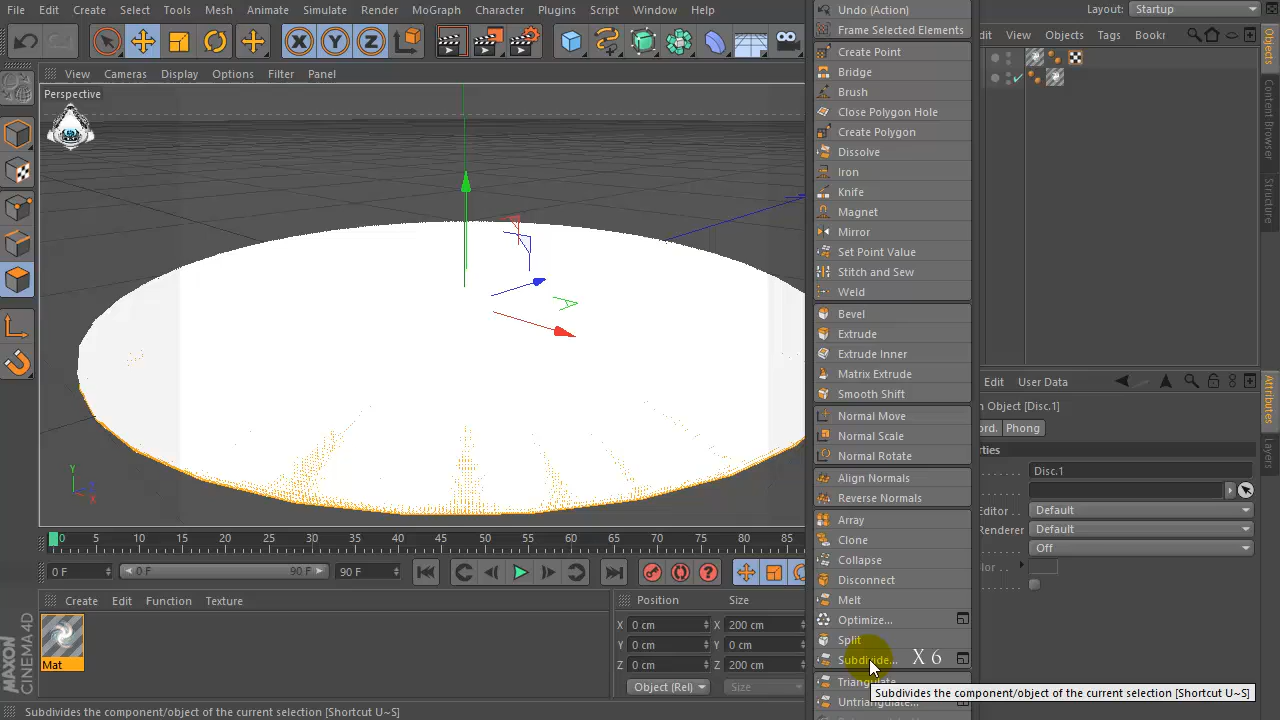 File Edit Create Select Tools Mesh Animate Simulate Render MoGraph Character Plugins Script Window Help
Layout: Startup
View Cameras Display Options Filter Panel
Perspective
dit View Objects Tags Bookr
Undo (Action)
Frame Selected Elements
Create Point
Bridge
Brush
Close Polygon Hole
Create Polygon
Dissolve
Iron
Knife
Magnet
Mirror
Set Point Value
Stitch and Sew
Weld
Bevel
Extrude
Extrude Inner
Matrix Extrude
Smooth Shift
Normal Move
Normal Scale
Normal Rotate
Align Normals
Reverse Normals
Array
Clone
Collapse
Disconnect
Melt
Optimize...
Split
Subdivide... X 6
Triangulate
Untriangulate...
Subdivides the component/object of the current selection [Shortcut U~S]
Objects
Content Browser
Structure
Attributes
Layers
Edit User Data
n Object [Disc.1]
ord. Phong
rties
Disc.1
Editor . . Default
Renderer Default
Off
lor . .
Y
Z
X
0 5 10 15 20 25 30 35 40 45 50 55 60 65 70 75 80 85
0 F 0 F 90 F 90 F
Create Edit Function Texture
Mat
Position Size
X 0 cm X 200 cm
Y 0 cm Y 0 cm
Z 0 cm Z 200 cm
Object (Rel) Size
MAXON CINEMA 4D
Subdivides the component/object of the current selection [Shortcut U~S]